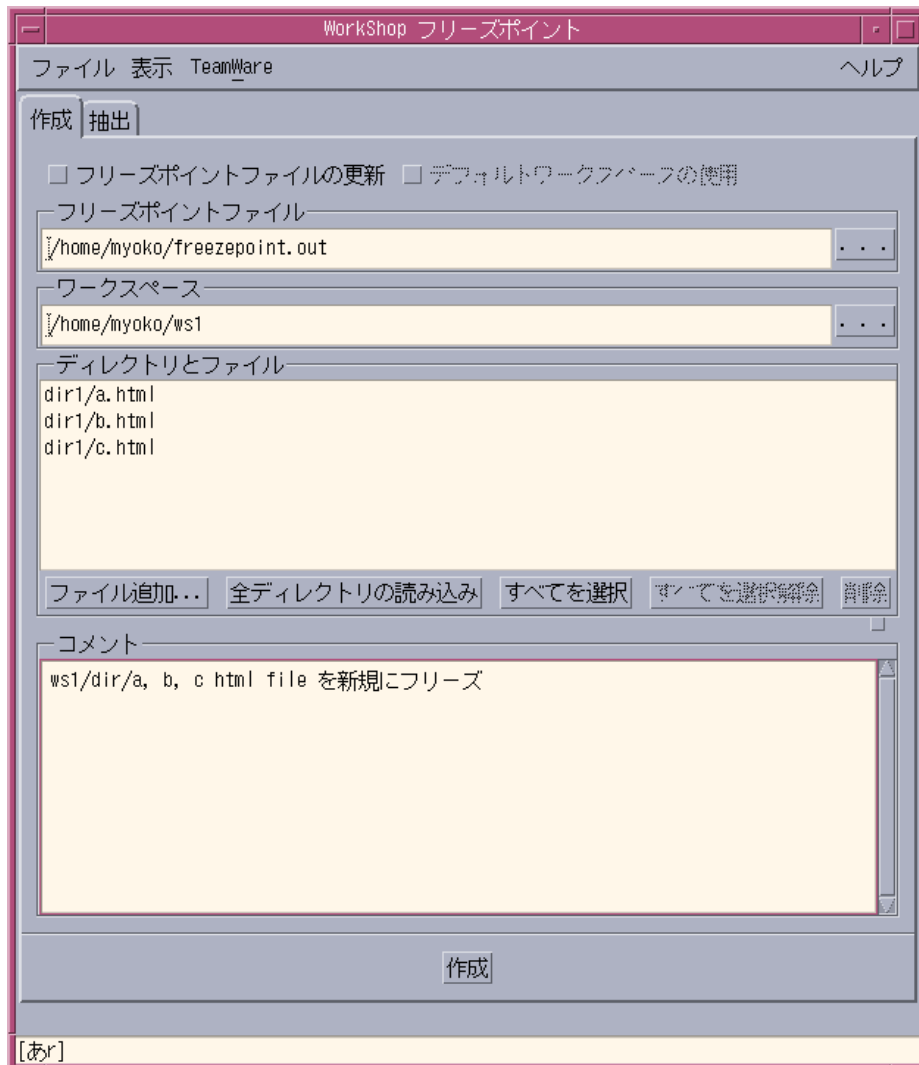 WorkShop フリーズポイント
ファイル 表示 TeamWare ヘルプ
作成 抽出
フリーズポイントファイルの更新 デフォルトワークスペースの使用
フリーズポイントファイル
/home/myoko/freezepoint.out ...
ワークスペース
/home/myoko/ws1 ...
ディレクトリとファイル
dir1/a.html
dir1/b.html
dir1/c.html
ファイル追加... 全ディレクトリの読み込み すべてを選択 すべてを選択解除 削除
コメント
ws1/dir/a, b, c html file を新規にフリーズ
作成
[あr]